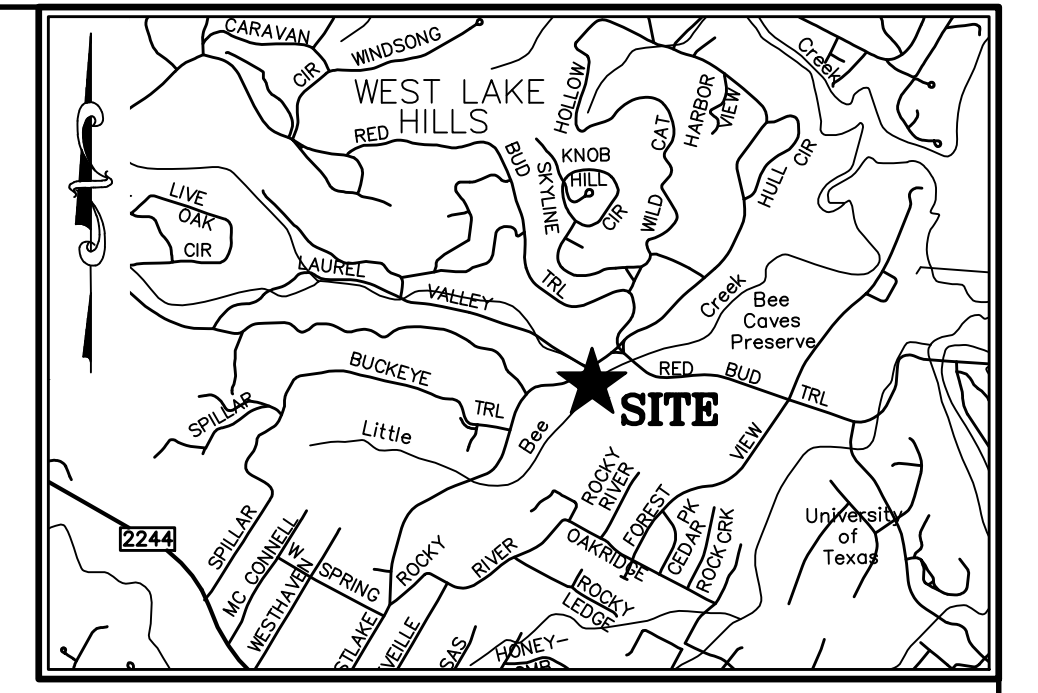 CARAVAN
CIR
WINDSONG
WEST LAKE
HILLS
RED
BUD
TRL
HOLLOW
SKYLINE
KNOB
HILL
CIR
WILD
CAT
HARBOR
VIEW
HULL CIR
Creek
LIVE
OAK
CIR
LAUREL
VALLEY
Creek
Bee
Caves
Preserve
RED
BUD
TRL
SITE
BUCKEYE
TRL
Little
Bee
SPILLAR
VIEW
ROCKY
RIVER
FOREST
PK
CEDAR
ROCK CRK
University
of
Texas
2244
SPILLAR
MC CONNELL
W
SPRING
WESTHAVEN
ROCKY
RIVER
OAKRIDGE
ROCKY
LEDGE
HONEY-